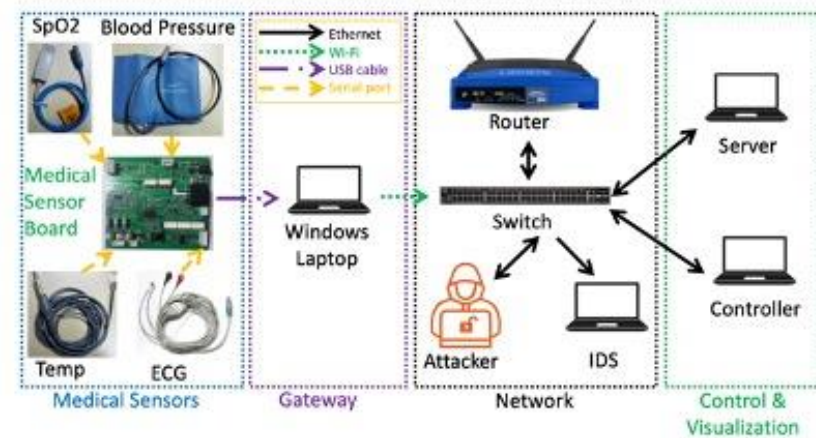 SpO2 Blood Pressure
Medical
Sensor
Board
Temp
ECG
Medical Sensors
Ethernet
Wi-Fi
USB cable
Serial port
Windows
Laptop
Gateway
Router
Switch
Attacker
IDS
Network
Server
Controller
Control &
Visualization